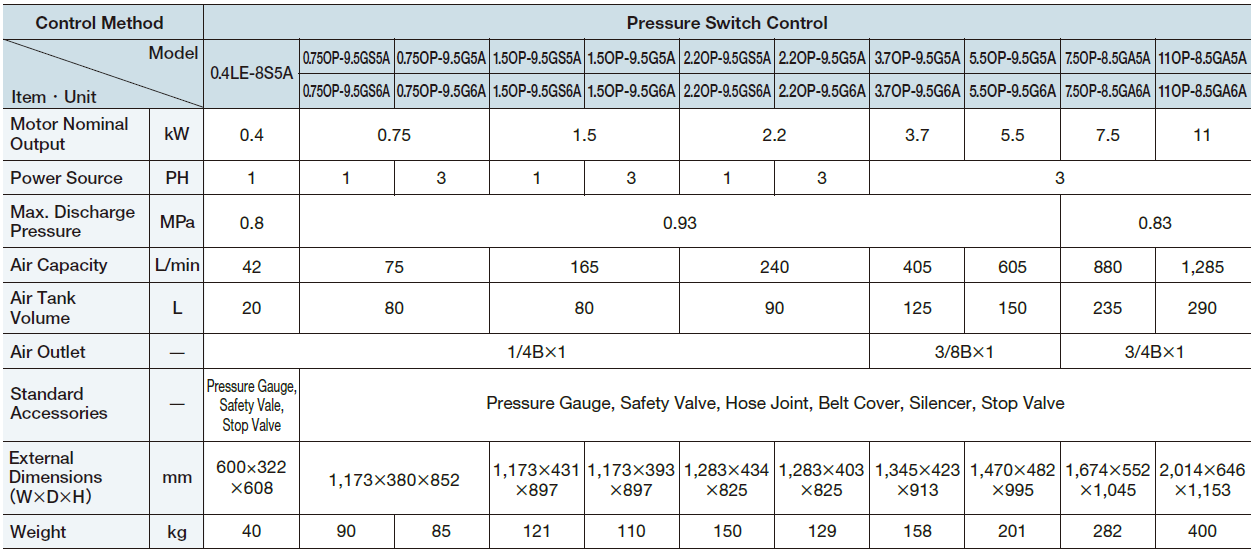 Control Method Pressure Switch Control
Model
Item・Unit
0.4LE-8S5A
0.75OP-9.5GS5A 0.75OP-9.5G5A 1.5OP-9.5GS5A 1.5OP-9.5G5A 2.2OP-9.5GS5A 2.2OP-9.5G5A 3.7OP-9.5G5A 5.5OP-9.5G5A 7.5OP-8.5GA5A 11OP-8.5GA5A
0.75OP-9.5GS6A 0.75OP-9.5G6A 1.5OP-9.5GS6A 1.5OP-9.5G6A 2.2OP-9.5GS6A 2.2OP-9.5G6A 3.7OP-9.5G6A 5.5OP-9.5G6A 7.5OP-8.5GA6A 11OP-8.5GA6A
Motor Nominal
Output
kW 0.4 0.75 1.5 2.2 3.7 5.5 7.5 11
Power Source PH 1 1 3 1 3 1 3 3
Max. Discharge
Pressure
MPa 0.8 0.93 0.83
Air Capacity L/min 42 75 165 240 405 605 880 1,285
Air Tank
Volume
L 20 80 80 90 125 150 235 290
Air Outlet — 1/4B×1 3/8B×1 3/4B×1
Standard
Accessories
—
Pressure Gauge,
Safety Vale,
Stop Valve
Pressure Gauge, Safety Valve, Hose Joint, Belt Cover, Silencer, Stop Valve
External
Dimensions
(W×D×H)
mm
600×322
×608
1,173×380×852
1,173×431
×897
1,173×393
×897
1,283×434
×825
1,283×403
×825
1,345×423
×913
1,470×482
×995
1,674×552
×1,045
2,014×646
×1,153
Weight kg 40 90 85 121 110 150 129 158 201 282 400